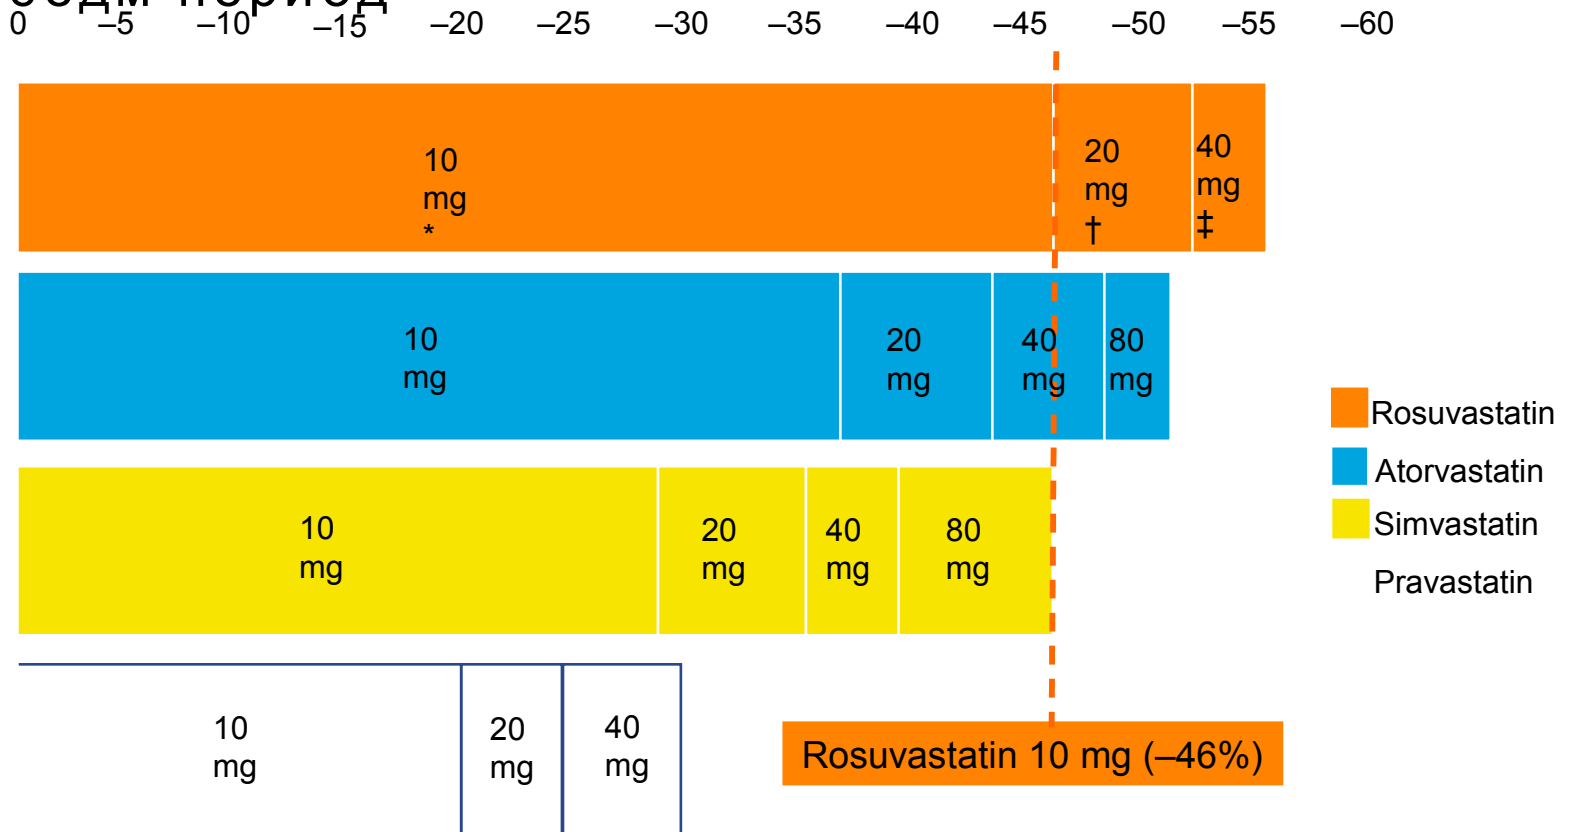 период
0 –5 –10 –15 –20 –25 –30 –35 –40 –45 –50 –55 –60
10
mg
*
20
mg
†
40
mg
‡
10
mg
20
mg
40
mg
80
mg
10
mg
20
mg
40
mg
80
mg
10
mg
20
mg
40
mg
Rosuvastatin
Atorvastatin
Simvastatin
Pravastatin
Rosuvastatin 10 mg (–46%)